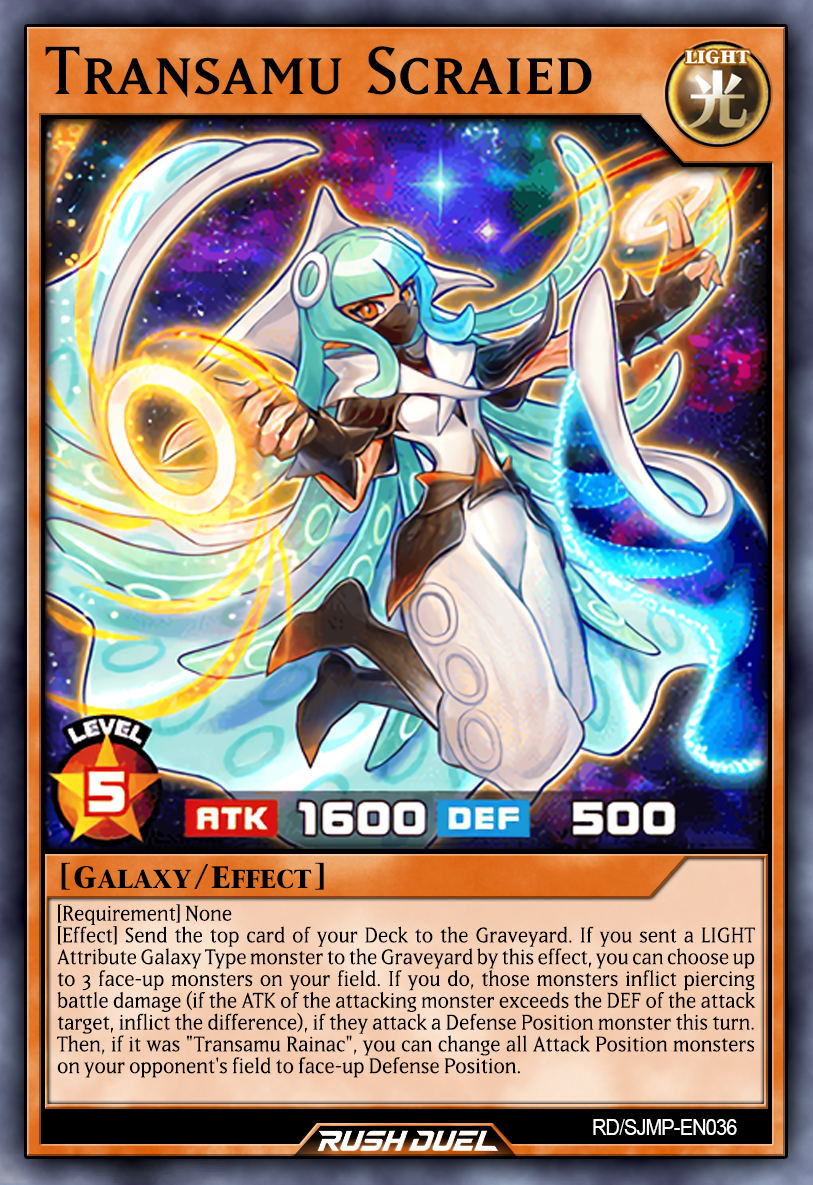 Transamu Scraied
LIGHT
光
LEVEL
5
ATK 1600 DEF 500
[Galaxy/Effect]
[Requirement] None
[Effect] Send the top card of your Deck to the Graveyard. If you sent a LIGHT
Attribute Galaxy Type monster to the Graveyard by this effect, you can choose up
to 3 face-up monsters on your field. If you do, those monsters inflict piercing
battle damage (if the ATK of the attacking monster exceeds the DEF of the attack
target, inflict the difference), if they attack a Defense Position monster this turn.
Then, if it was "Transamu Rainac", you can change all Attack Position monsters
on your opponent's field to face-up Defense Position.
RD/SJMP-EN036
RUSH DUEL